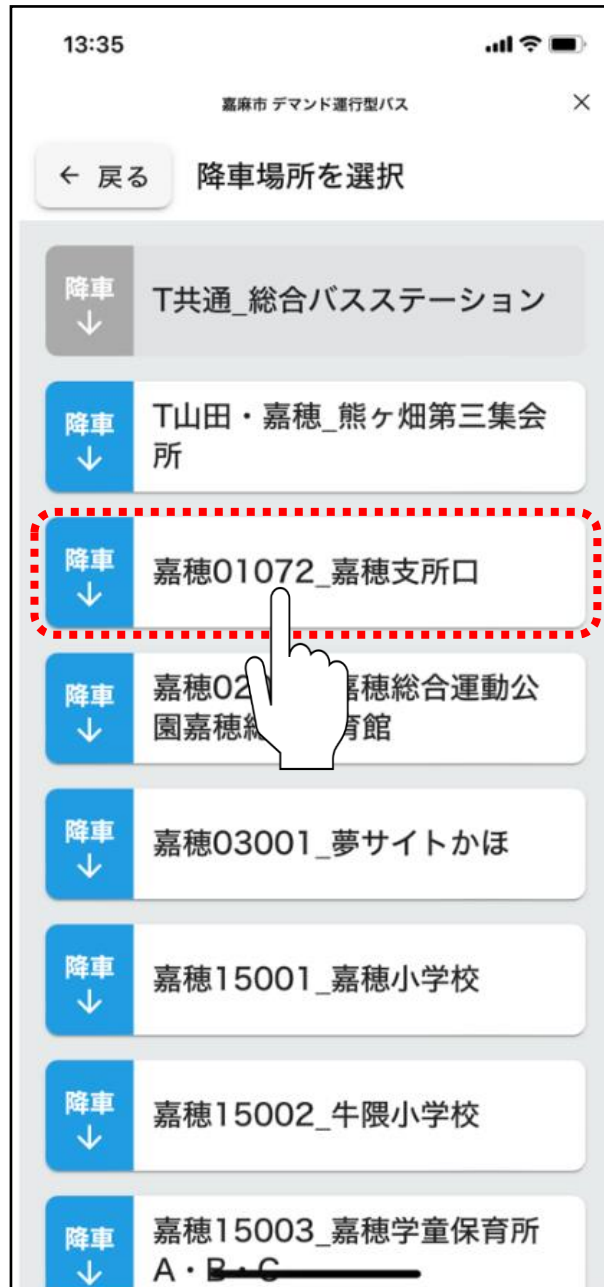 13:35
嘉麻市 デマンド運行型バス
← 戻る 降車場所を選択
降車 T共通_総合バスステーション
降車 T山田・嘉穂_熊ヶ畑第三集会
所
降車 嘉穂01072_嘉穂支所口
降車 嘉穂02 嘉穂総合運動公
園嘉穂総 育館
降車 嘉穂03001_夢サイトかほ
降車 嘉穂15001_嘉穂小学校
降車 嘉穂15002_牛隈小学校
降車 嘉穂15003_嘉穂学童保育所
A・B・C